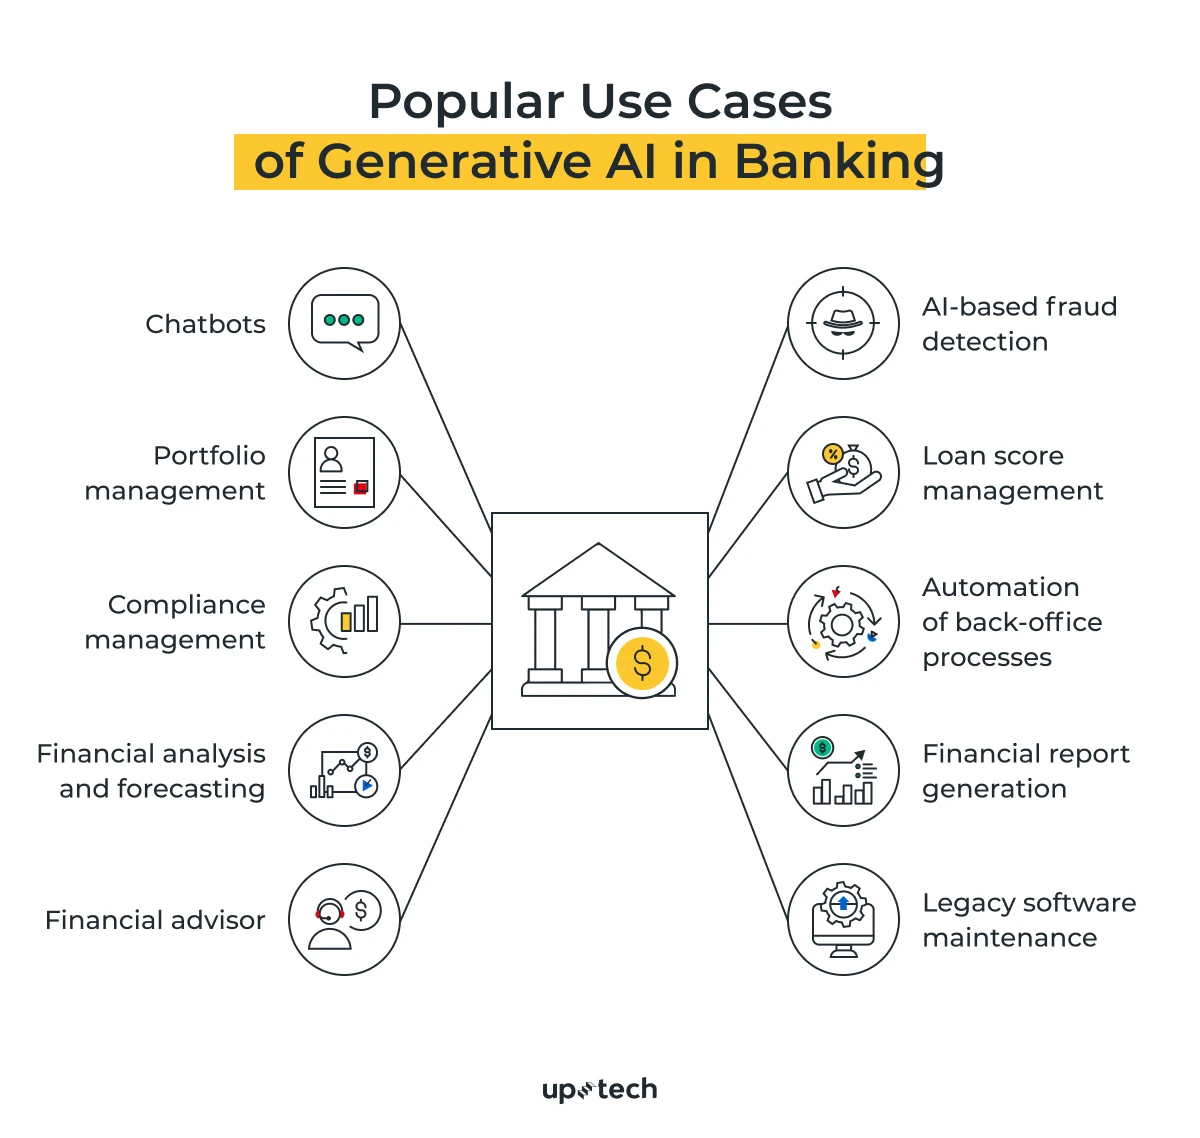 Popular Use Cases
of Generative AI in Banking
Chatbots
Portfolio
management
Compliance
management
Financial analysis
and forecasting
Financial advisor
AI-based fraud
detection
Loan score
management
Automation
of back-office
processes
Financial report
generation
Legacy software
maintenance
%
$
$
$
$
$
uptech